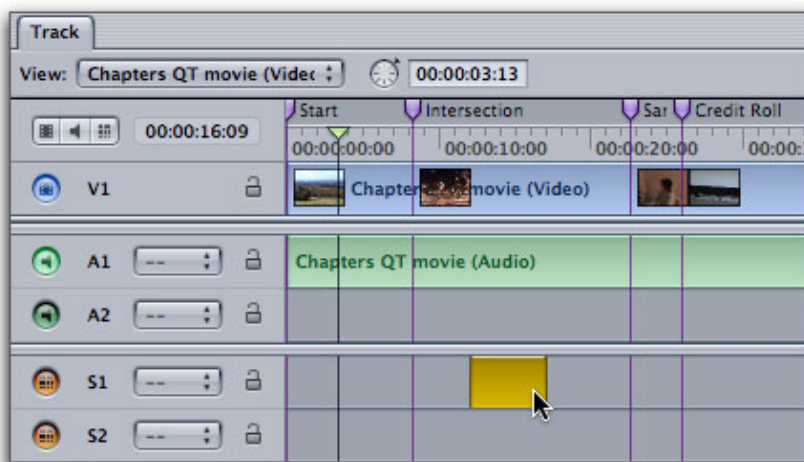 Track
View: Chapters QT movie (Videc 00:00:03:13
Start Intersection Sar Credit Roll
00:00:16:09
00:00:00:00 00:00:10:00 00:00:20:00 00:00:
V1 Chapter movie (Video)
A1 -- Chapters QT movie (Audio)
A2 --
S1 --
S2 --